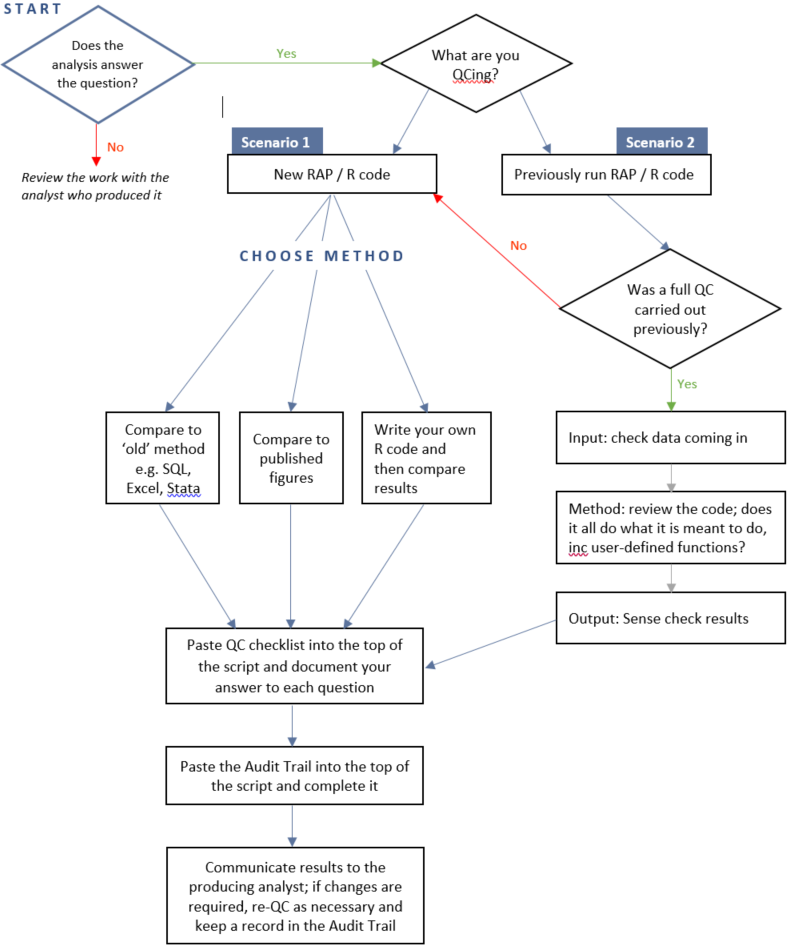 START
Does the
analysis answer
the question?
Yes
What are you
QCing?
No
Review the work with the
analyst who produced it
Scenario 1
New RAP / R code
Scenario 2
Previously run RAP / R code
No
CHOOSE METHOD
Was a full QC
carried out
previously?
Yes
Compare to
‘old’ method
e.g. SQL,
Excel, Stata
Compare to
published
figures
Write your own
R code and
then compare
results
Input: check data coming in
Method: review the code; does
it all do what it is meant to do,
inc user-defined functions?
Output: Sense check results
Paste QC checklist into the top of
the script and document your
answer to each question
Paste the Audit Trail into the top of
the script and complete it
Communicate results to the
producing analyst; if changes are
required, re-QC as necessary and
keep a record in the Audit Trail